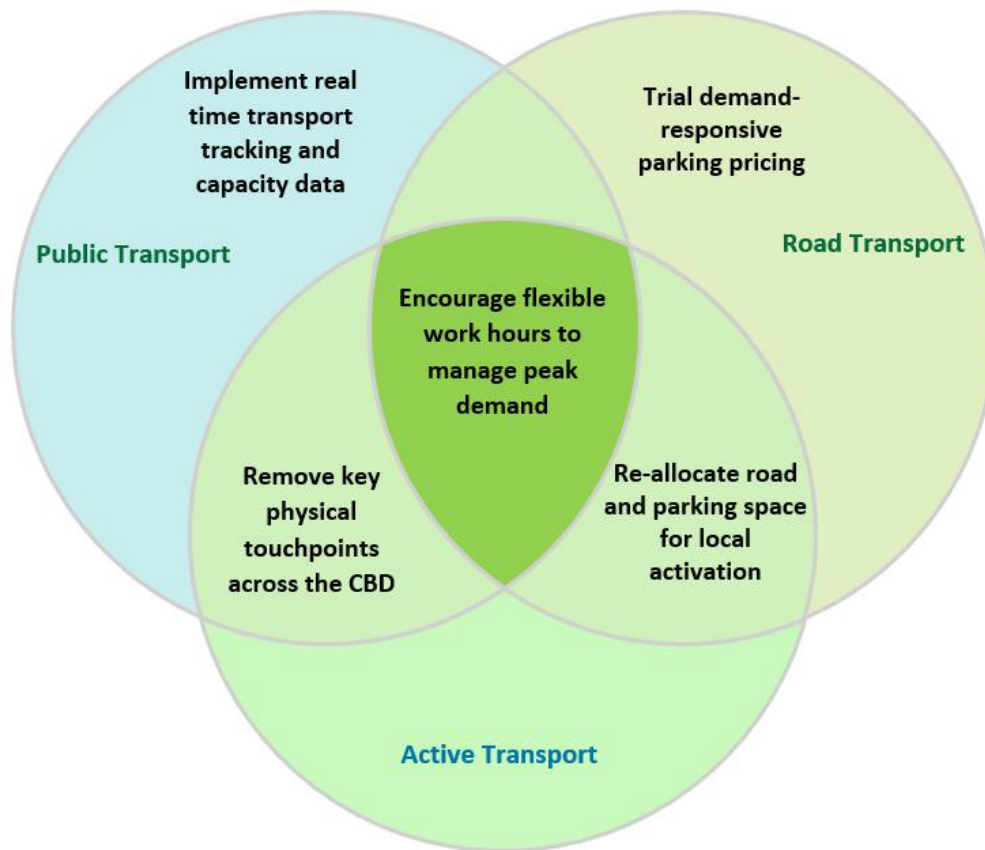 Implement real
time transport
tracking and
capacity data
Trial demand-
responsive
parking pricing
Public Transport
Road Transport
Encourage flexible
work hours to
manage peak
demand
Remove key
physical
touchpoints
across the CBD
Re-allocate road
and parking space
for local
activation
Active Transport